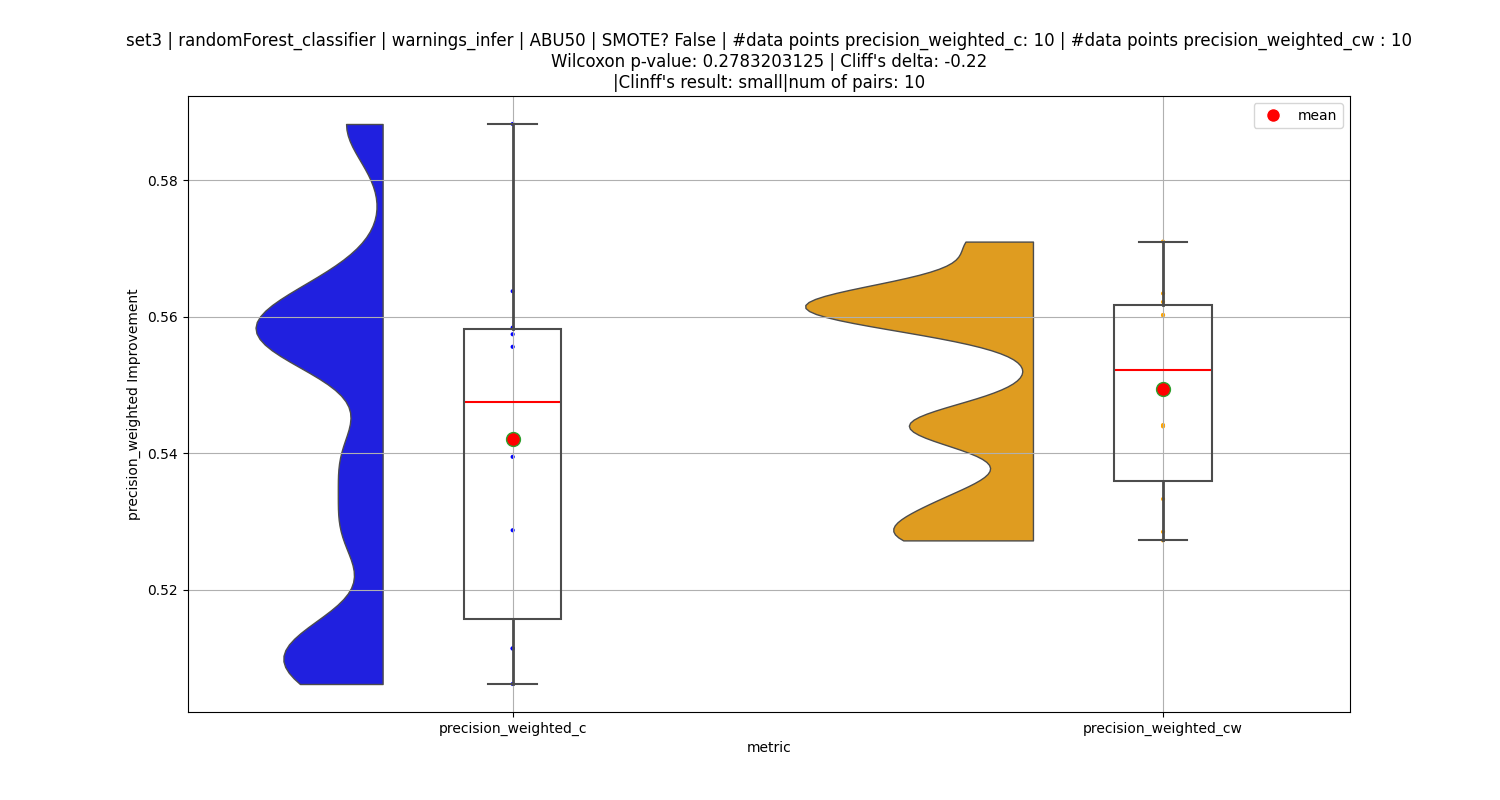 set3 | randomForest_classifier | warnings_infer | ABU50 | SMOTE? False | #data points precision_weighted_c: 10 | #data points precision_weighted_cw : 10
Wilcoxon p-value: 0.2783203125 | Cliff's delta: -0.22
|Clinff's result: small|num of pairs: 10
mean
0.58
0.56
0.54
0.52
precision_weighted Improvement
precision_weighted_c
precision_weighted_cw
metric